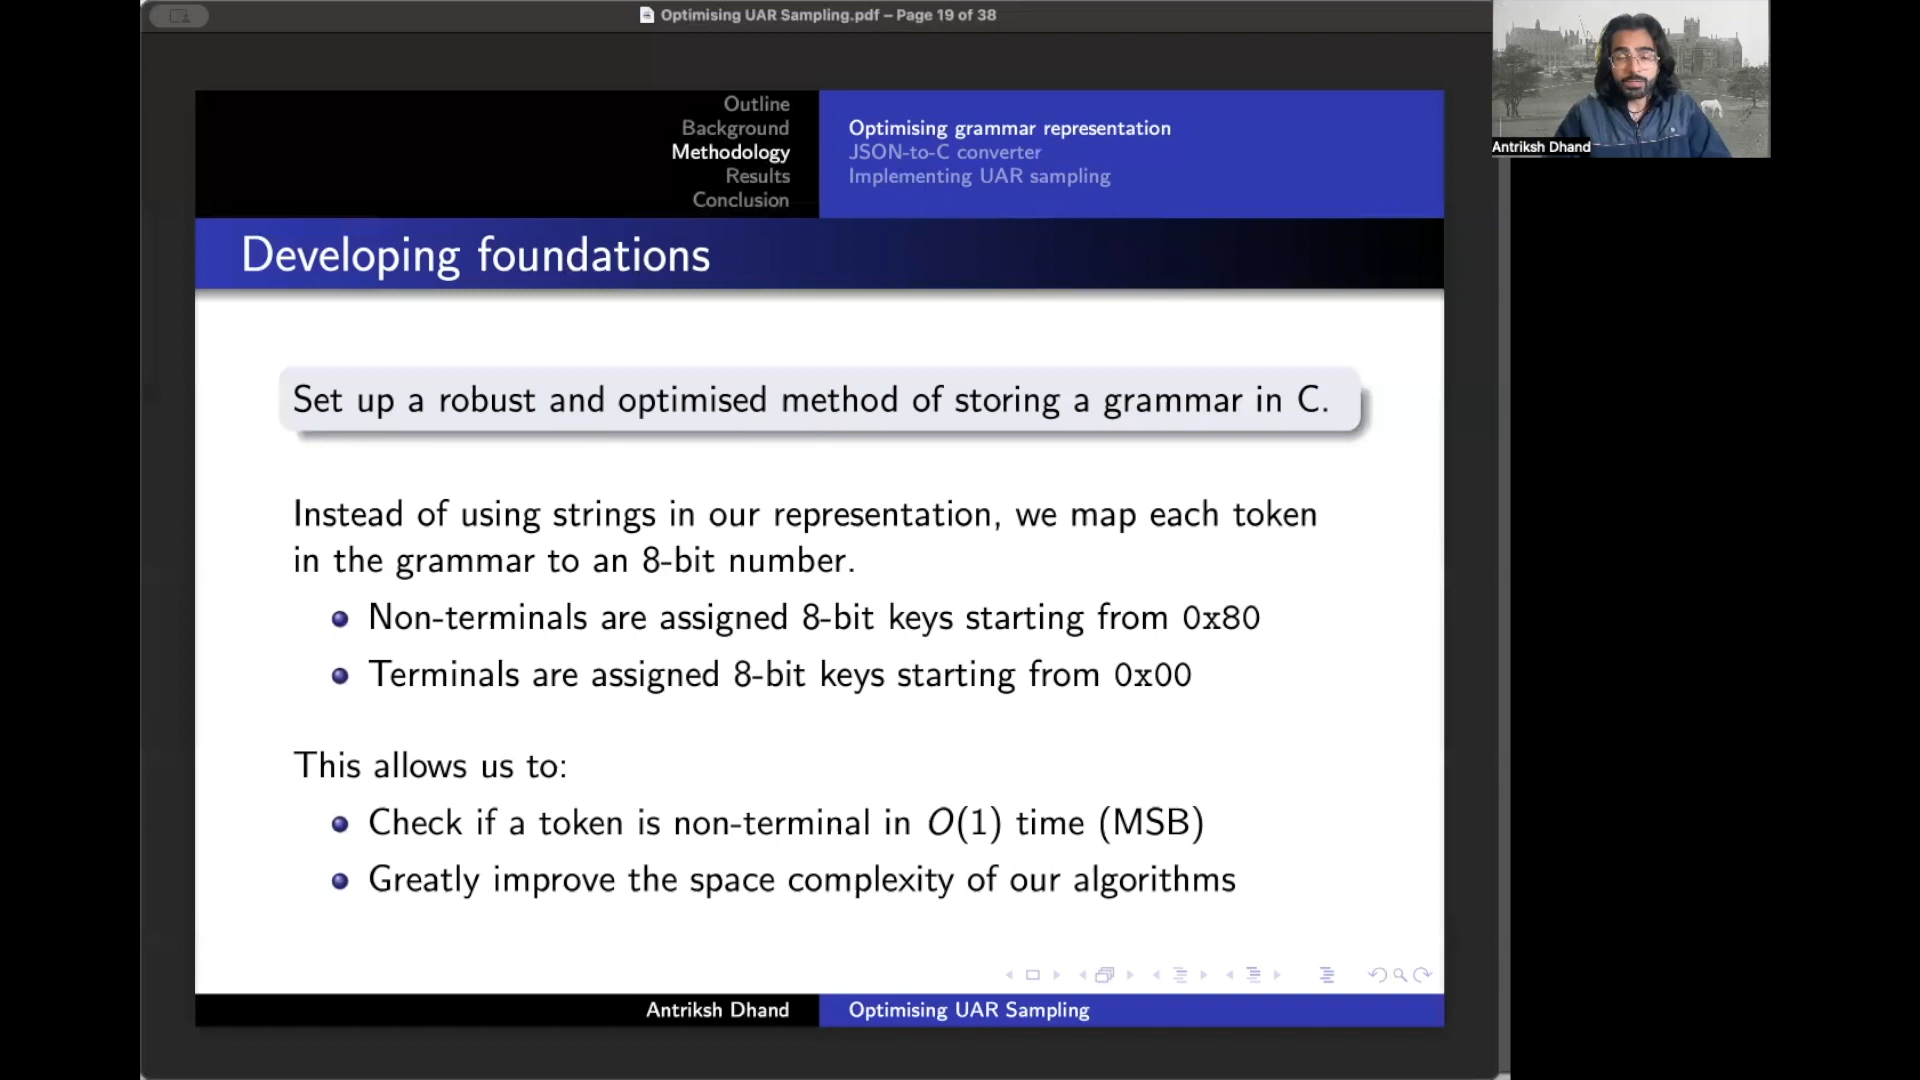 Optimising UAR Sampling.pdf – Page 19 of 38
Antriksh Dhand
Outline
Background
Methodology
Results
Conclusion
Optimising grammar representation
JSON-to-C converter
Implementing UAR sampling
Developing foundations
Set up a robust and optimised method of storing a grammar in C.
Instead of using strings in our representation, we map each token
in the grammar to an 8-bit number.
Non-terminals are assigned 8-bit keys starting from 0x80
Terminals are assigned 8-bit keys starting from 0x00
This allows us to:
Check if a token is non-terminal in O(1) time (MSB)
Greatly improve the space complexity of our algorithms
Antriksh Dhand
Optimising UAR Sampling